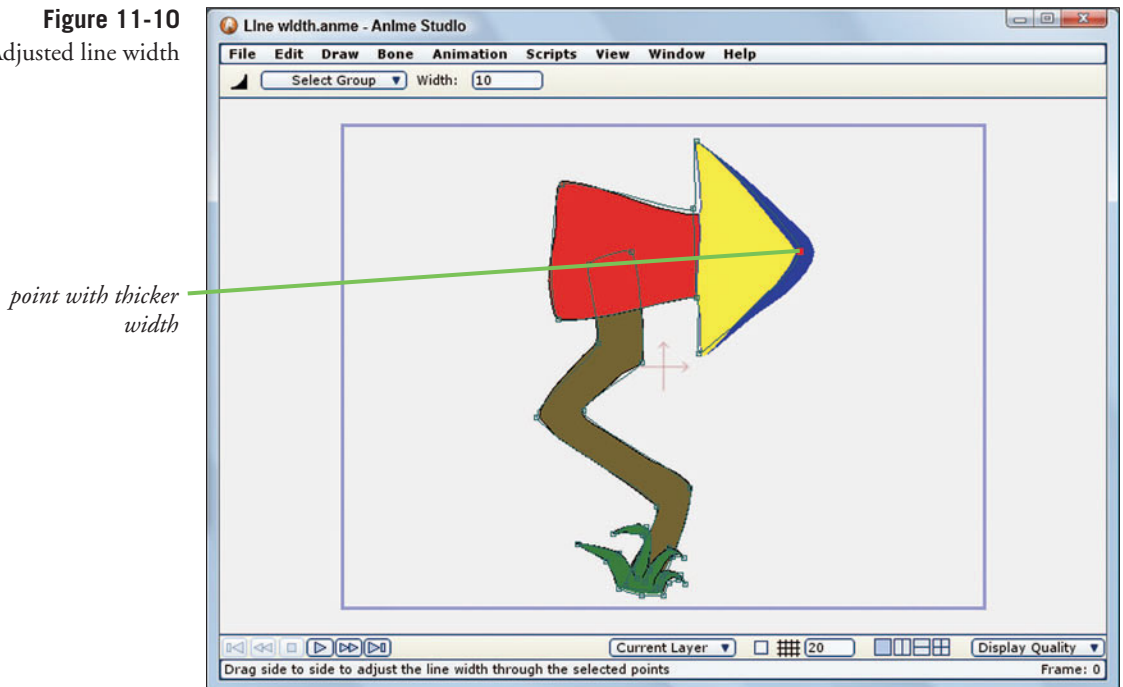 Figure 11-10
Adjusted line width
LIne wIdth.anme - AnIme StudIo
File Edit Draw Bone Animation Scripts View Window Help
Select Group Width: 10
point with thicker
width
Current Layer 20 Display Quality
Drag side to side to adjust the line width through the selected points Frame: 0